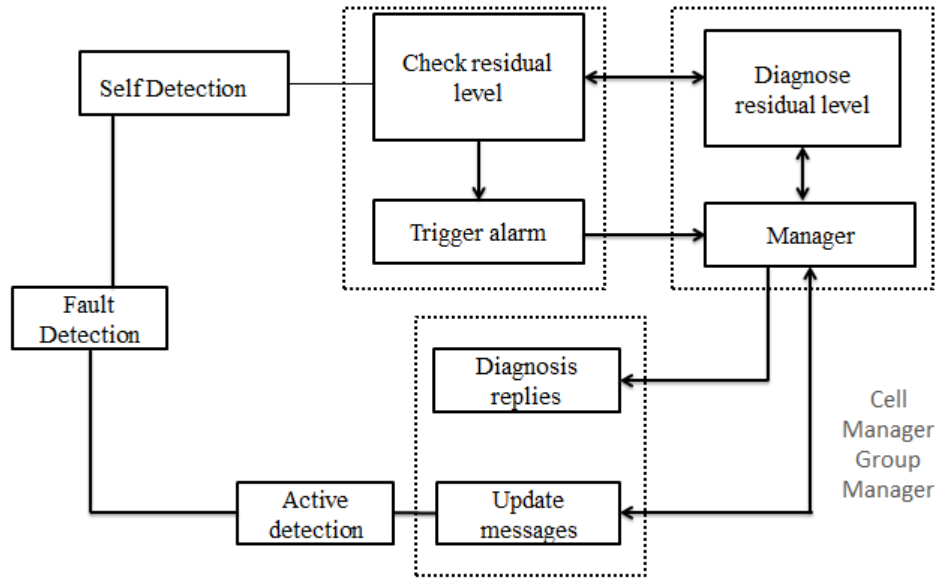 Self Detection
Check residual
level
Diagnose
residual level
Trigger alarm
Manager
Fault
Detection
Diagnosis
replies
Cell
Manager
Group
Manager
Active
detection
Update
messages